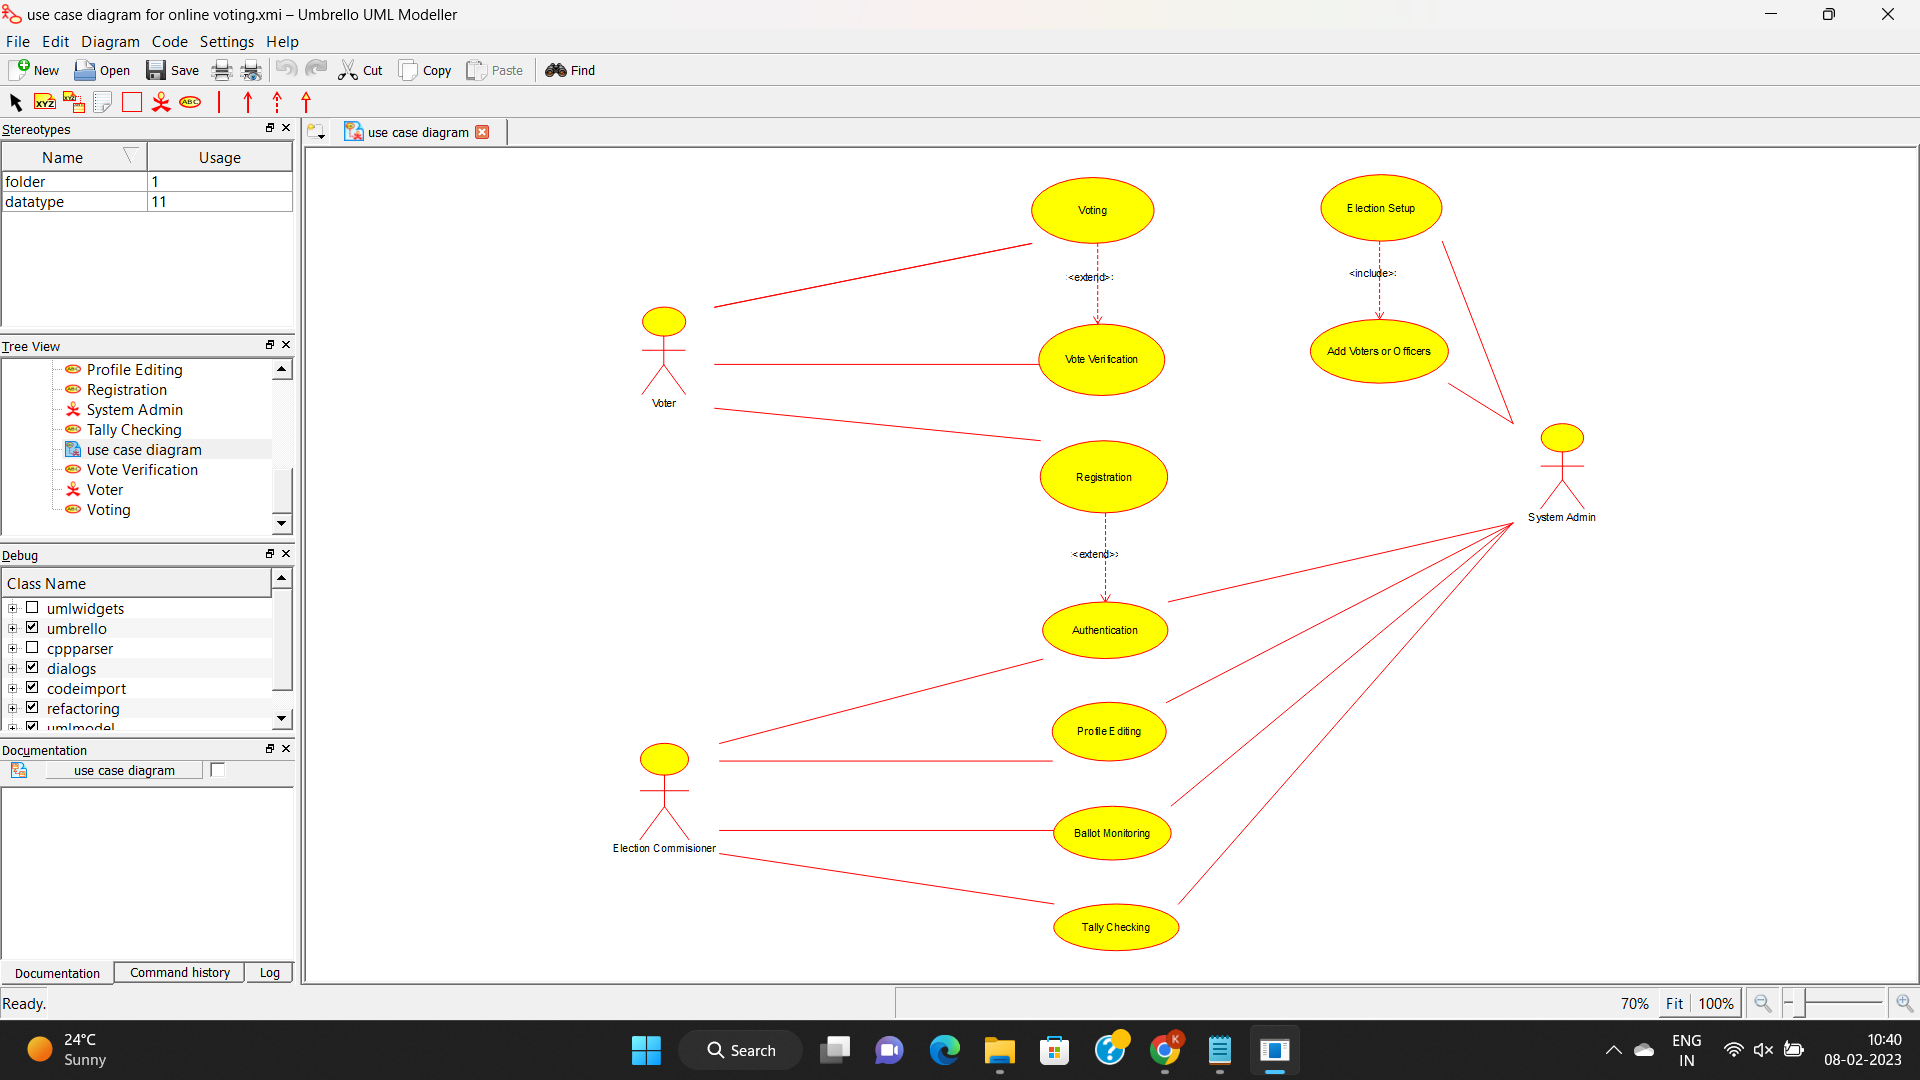 use case diagram for online voting.xmi – Umbrello UML Modeller
File Edit Diagram Code Settings Help
New Open Save Cut Copy Paste Find
XYZ XYZ ABC
Stereotypes
use case diagram
Name Usage
folder 1
datatype 11
Tree View
Profile Editing
Registration
System Admin
Tally Checking
use case diagram
Vote Verification
Voter
Voting
Debug
Class Name
umlwidgets
umbrello
cppparser
dialogs
codeimport
refactoring
umlmodel
Documentation
use case diagram
Documentation Command history Log
Voting
Election Setup
<extend>
<include>
Vote Verification
Add Voters or Officers
Voter
Registration
System Admin
<extend>
Authentication
Profile Editing
Election Commisioner
Ballot Monitoring
Tally Checking
Ready.
70% Fit 100%
24°C
Sunny
Search
K
ENG
IN
10:40
08-02-2023